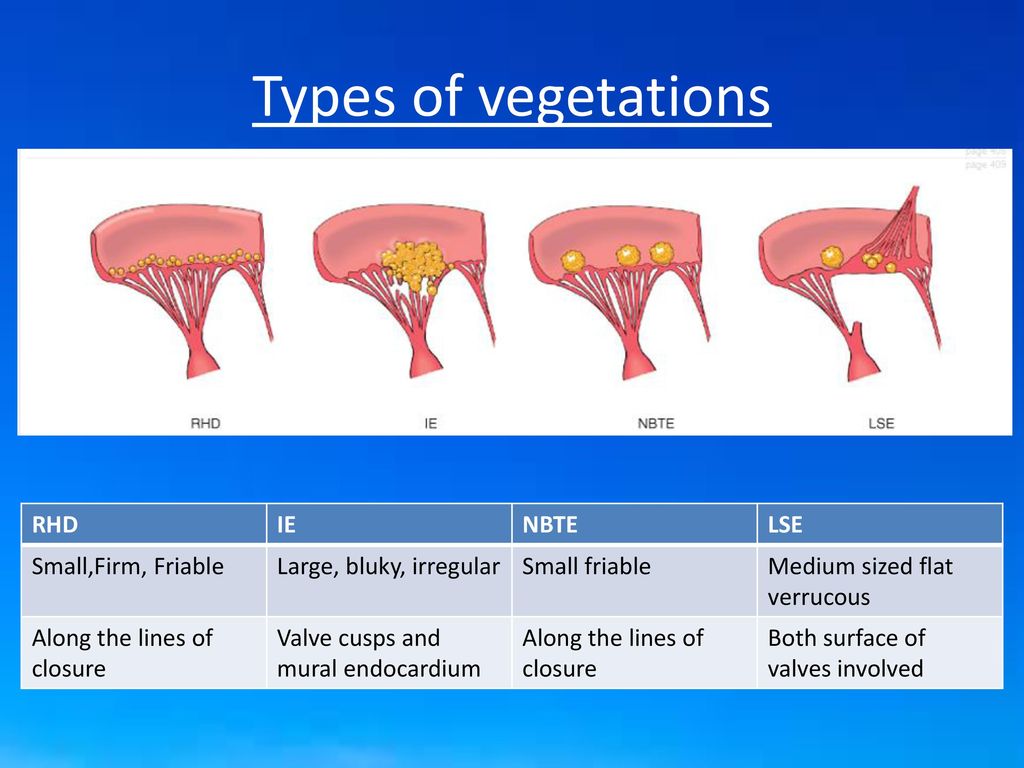 Types of vegetations
page 409
RHD
IE
NBTE
LSE
RHD
IE
NBTE
LSE
Small,Firm, Friable
Large, bluky, irregular
Small friable
Medium sized flat
verrucous
Along the lines of
closure
Valve cusps and
mural endocardium
Along the lines of
closure
Both surface of
valves involved